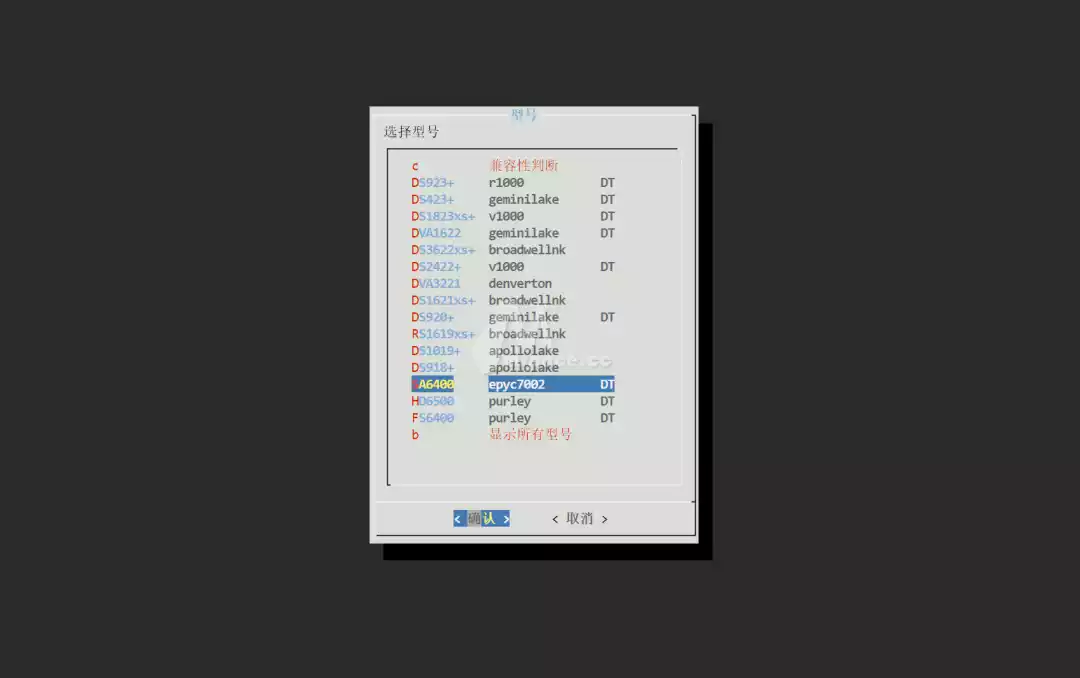 型号
选择型号
c 兼容性判断
DS923+ r1000 DT
DS423+ geminilake DT
DS1823xs+ v1000 DT
DVA1622 geminilake DT
DS3622xs+ broadwellnk
DS2422+ v1000 DT
DVA3221 denverton
DS1621xs+ broadwellnk
DS920+ geminilake DT
RS1619xs+ broadwellnk
DS1019+ apollolake
DS918+ apollolake
A6400 epyc7002 DT
HD6500 purley DT
FS6400 purley DT
b 显示所有型号
< 确认 > < 取消 >